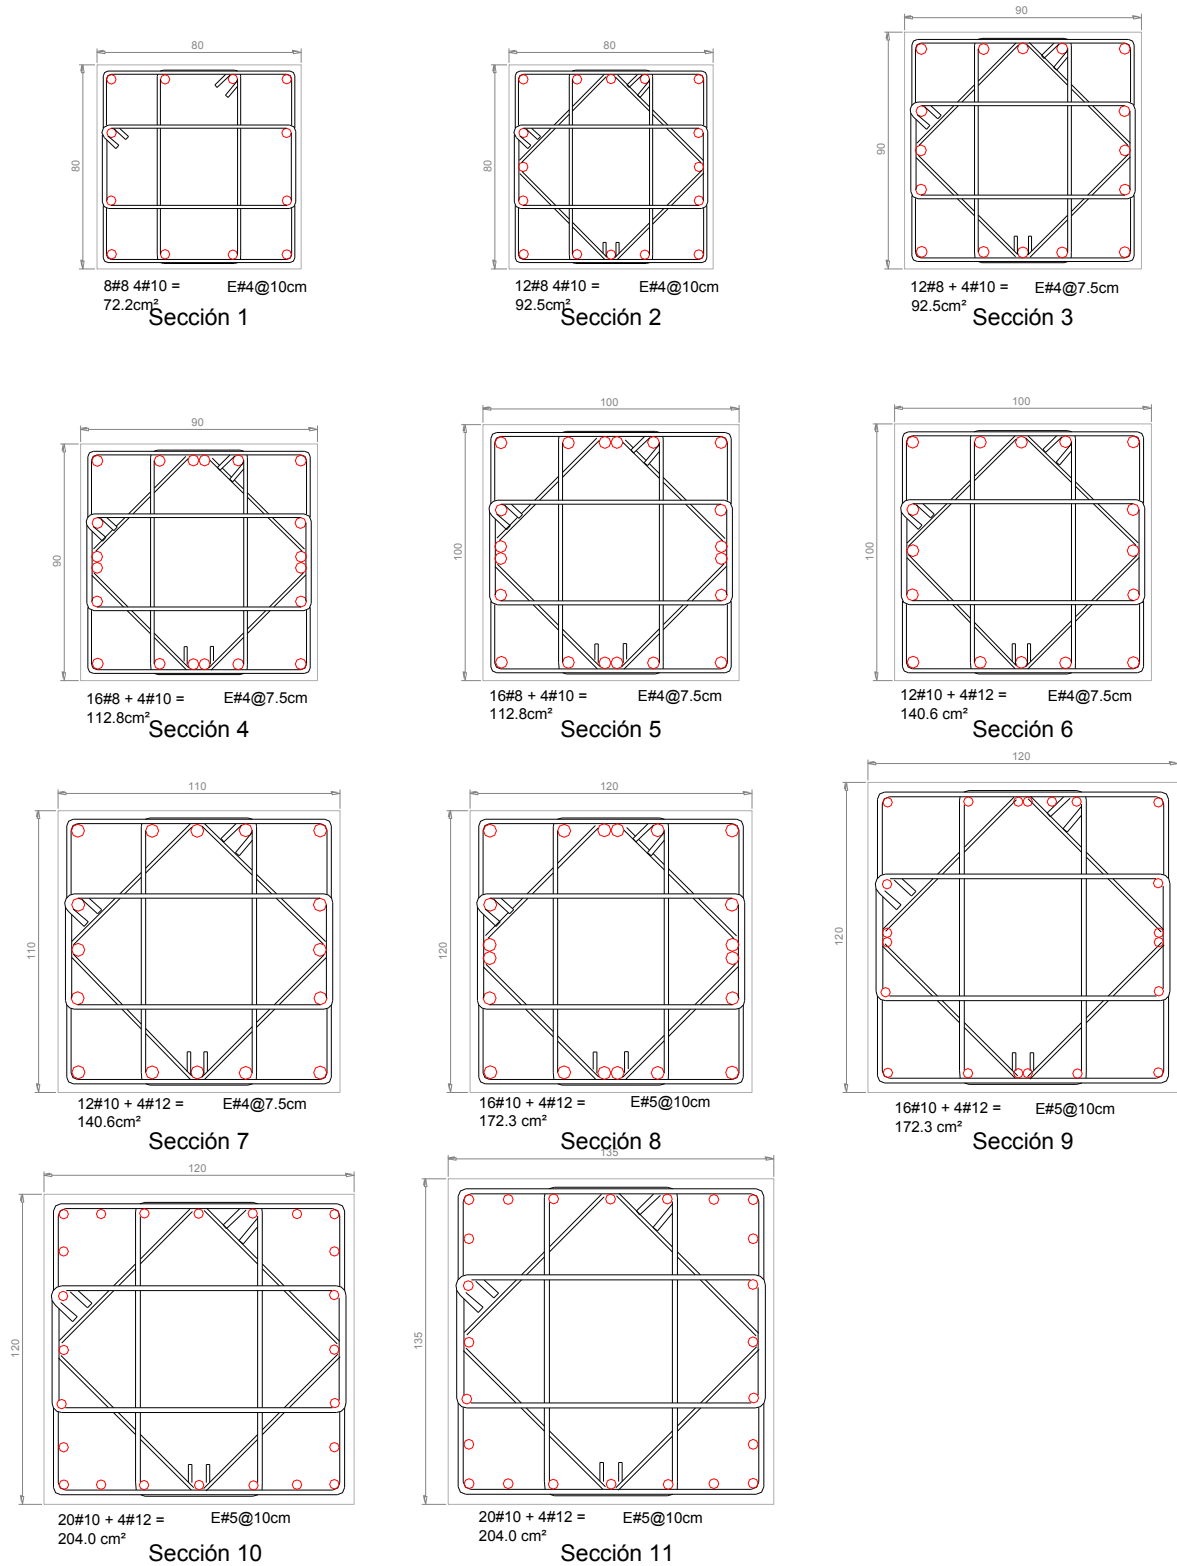 80
80
8#8 4#10 =
72.2cm²
E#4@10cm
Sección 1
80
80
12#8 4#10 =
92.5cm²
E#4@10cm
Sección 2
90
90
12#8 + 4#10 =
92.5cm²
E#4@7.5cm
Sección 3
90
90
16#8 + 4#10 =
112.8cm²
E#4@7.5cm
Sección 4
100
100
16#8 + 4#10 =
112.8cm²
E#4@7.5cm
Sección 5
100
100
12#10 + 4#12 =
140.6 cm²
E#4@7.5cm
Sección 6
110
110
12#10 + 4#12 =
140.6cm²
E#4@7.5cm
Sección 7
120
120
16#10 + 4#12 =
172.3 cm²
E#5@10cm
Sección 8
120
120
16#10 + 4#12 =
172.3 cm²
E#5@10cm
Sección 9
120
120
20#10 + 4#12 =
204.0 cm²
E#5@10cm
Sección 10
135
135
20#10 + 4#12 =
204.0 cm²
E#5@10cm
Sección 11